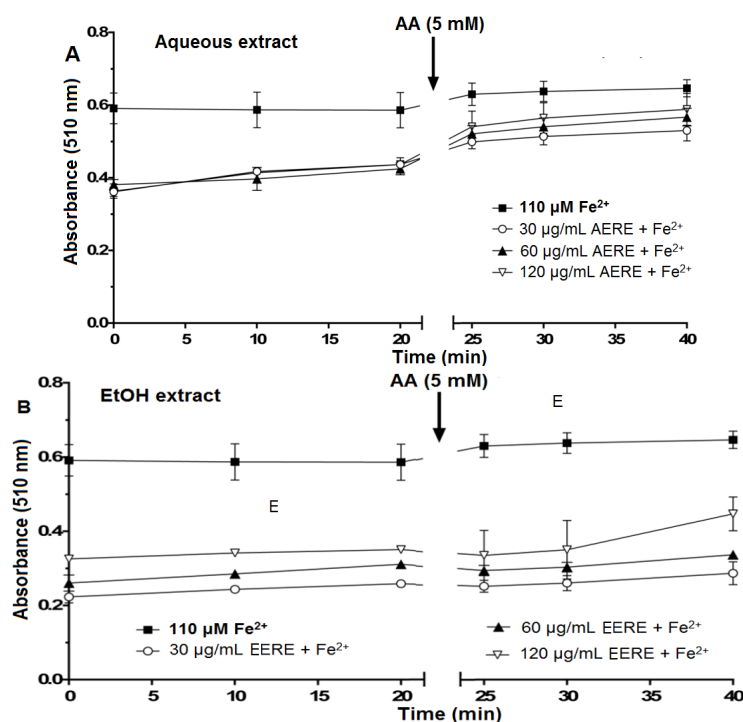 A
Aqueous extract
AA (5 mM)
Absorbance (510 nm)
0.8
0.6
0.4
0.2
0.0
110 µM Fe²⁺
30 µg/mL AERE + Fe²⁺
60 µg/mL AERE + Fe²⁺
120 µg/mL AERE + Fe²⁺
0 5 10 15 20 25 30 35 40
Time (min)
B
EtOH extract
AA (5 mM)
E
E
Absorbance (510 nm)
0.8
0.6
0.4
0.2
0.0
110 µM Fe²⁺
30 µg/mL EERE + Fe²⁺
60 µg/mL EERE + Fe²⁺
120 µg/mL EERE + Fe²⁺
0 5 10 15 20 25 30 35 40
Time (min)